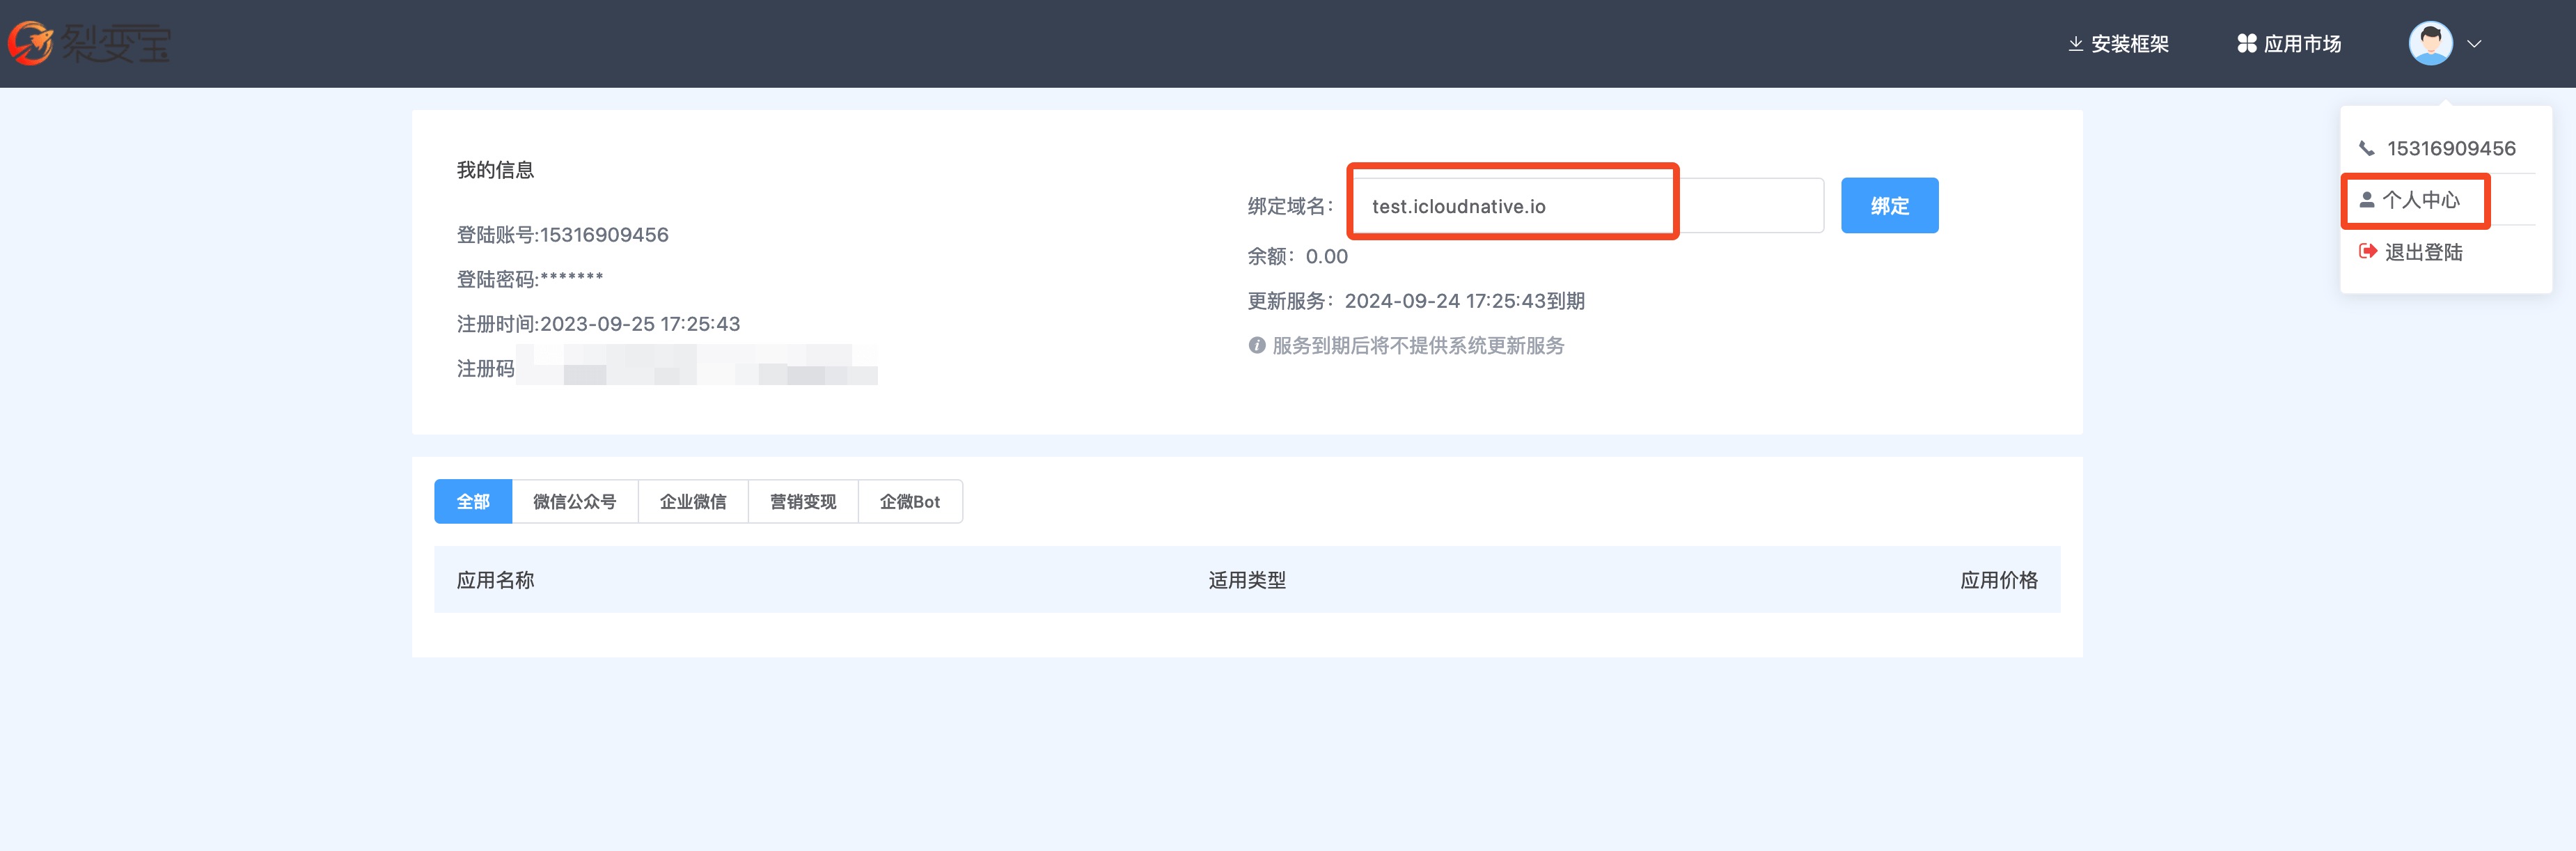 裂变宝
安装框架
应用市场
15316909456
个人中心
退出登陆
我的信息
登陆账号:15316909456
登陆密码:*******
注册时间:2023-09-25 17:25:43
注册码
绑定域名： test.icloudnative.io
绑定
余额：0.00
更新服务：2024-09-24 17:25:43到期
服务到期后将不提供系统更新服务
全部 微信公众号 企业微信 营销变现 企微Bot
应用名称 适用类型 应用价格